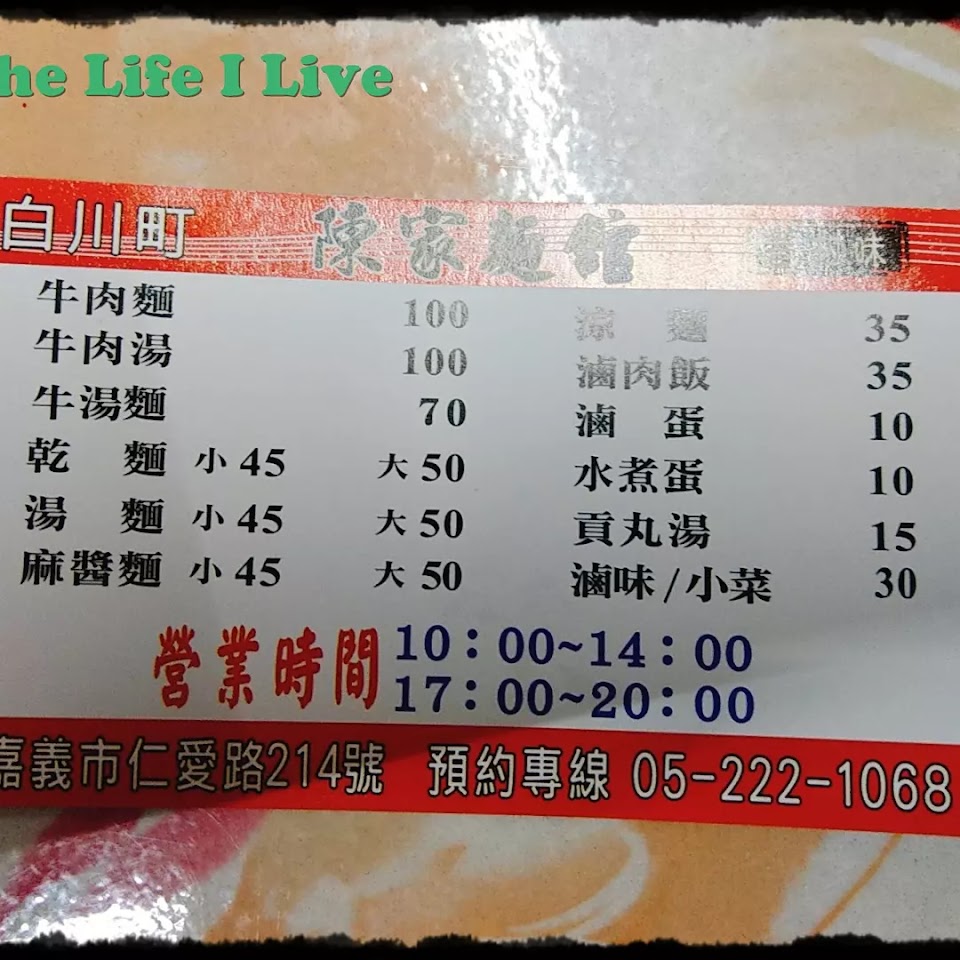 he Life I Live
白川町 陳家麵館 味
牛肉麵 100
牛肉湯 100
牛湯麵 70
乾 麵 小 45 大 50
湯 麵 小 45 大 50
麻醬麵 小 45 大 50
涼 麵 35
滷肉飯 35
滷 蛋 10
水煮蛋 10
貢丸湯 15
滷味/小菜 30
營業時間 10:00~14:00
17:00~20:00
嘉義市仁愛路214號 預約專線 05-222-1068